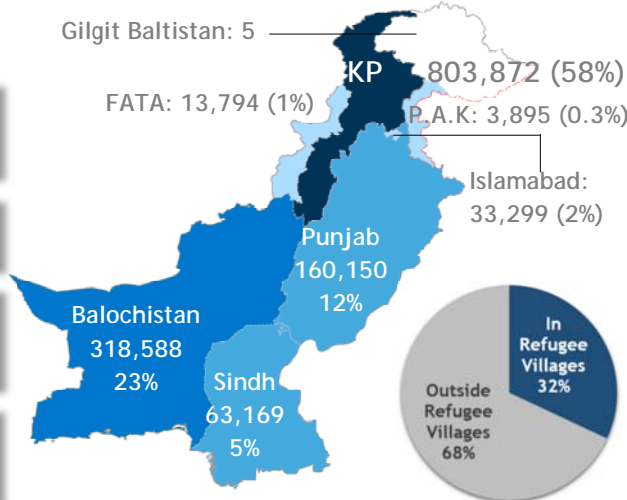 Gilgit Baltistan: 5
KP 803,872 (58%)
FATA: 13,794 (1%)
P.A.K: 3,895 (0.3%)
Islamabad:
33,299 (2%)
Punjab
160,150
12%
Balochistan
318,588
23%
Sindh
63,169
5%
In
Refugee
Villages
32%
Outside
Refugee
Villages
68%